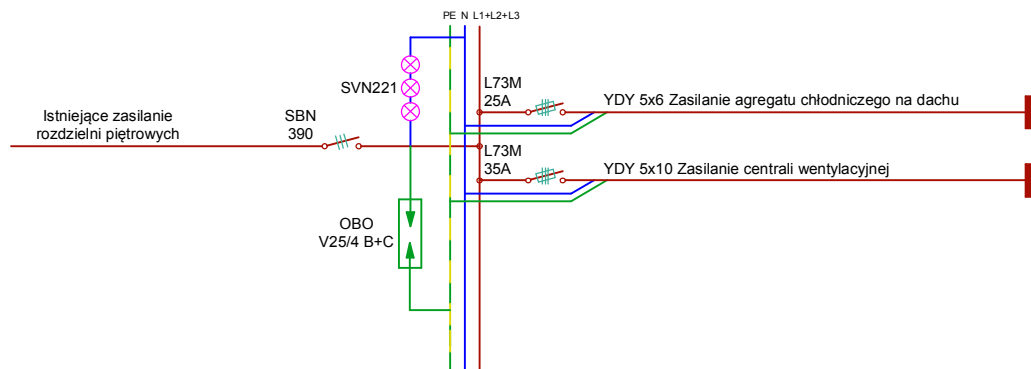 PE N L1+L2+L3
SVN221
L73M
25A
YDY 5x6 Zasilanie agregatu chłodniczego na dachu
Istniejące zasilanie
rozdzielni piętrowych
SBN
390
L73M
35A
YDY 5x10 Zasilanie centrali wentylacyjnej
OBO
V25/4 B+C